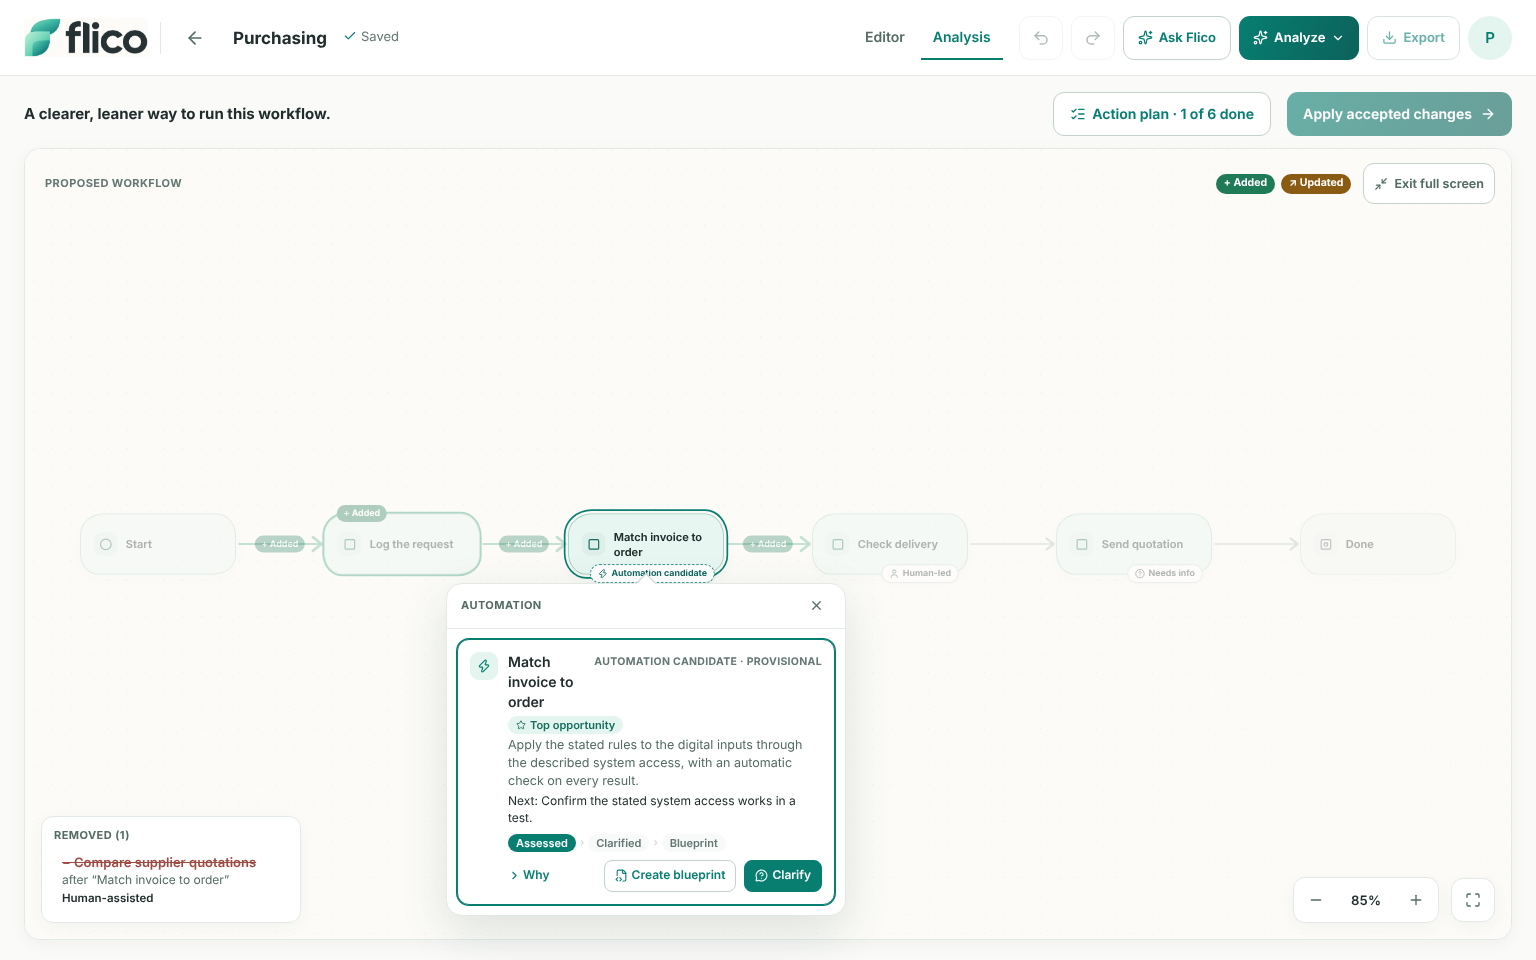 flico
Purchasing
Saved
Editor
Analysis
Ask Flico
Analyze
Export
P
A clearer, leaner way to run this workflow.
Action plan · 1 of 6 done
Apply accepted changes
PROPOSED WORKFLOW
+ Added
Updated
Exit full screen
Start
+ Added
+ Added
Log the request
+ Added
Match invoice to
order
Automation candidate
+ Added
Check delivery
Human-led
Send quotation
Needs info
Done
AUTOMATION
Match
invoice to
order
AUTOMATION CANDIDATE · PROVISIONAL
Top opportunity
Apply the stated rules to the digital inputs through
the described system access, with an automatic
check on every result.
Next: Confirm the stated system access works in a
test.
Assessed › Clarified › Blueprint
Why
Create blueprint
Clarify
REMOVED (1)
− Compare supplier quotations
after “Match invoice to order”
Human-assisted
85%